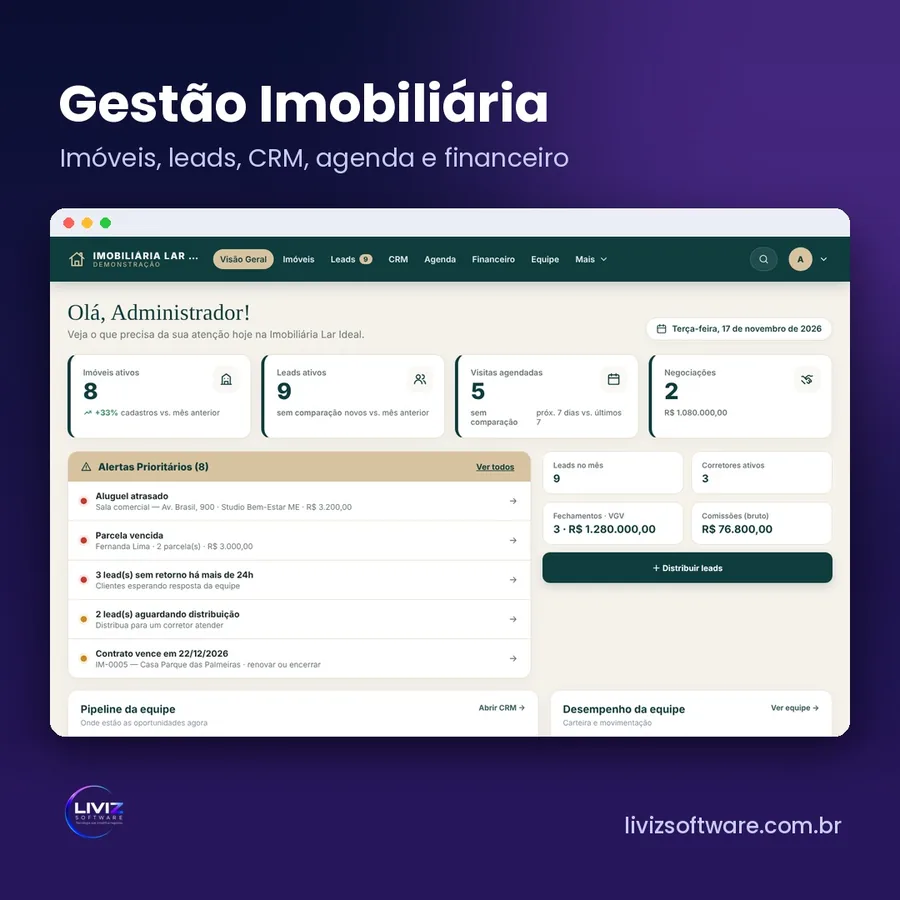 Gestão Imobiliária
Imóveis, leads, CRM, agenda e financeiro
IMOBILIÁRIA LAR ...
DEMONSTRAÇÃO
Visão Geral
Imóveis
Leads 9
CRM
Agenda
Financeiro
Equipe
Mais
A
Olá, Administrador!
Veja o que precisa da sua atenção hoje na Imobiliária Lar Ideal.
Terça-feira, 17 de novembro de 2026
Imóveis ativos
8
+33% cadastros vs. mês anterior
Leads ativos
9
sem comparação novos vs. mês anterior
Visitas agendadas
5
sem comparação
próx. 7 dias vs. últimos 7
Negociações
2
R$ 1.080.000,00
Alertas Prioritários (8)
Ver todos
Aluguel atrasado
Sala comercial — Av. Brasil, 900 · Studio Bem-Estar ME · R$ 3.200,00
Parcela vencida
Fernanda Lima · 2 parcela(s) · R$ 3.000,00
3 lead(s) sem retorno há mais de 24h
Clientes esperando resposta da equipe
2 lead(s) aguardando distribuição
Distribua para um corretor atender
Contrato vence em 22/12/2026
IM-0005 — Casa Parque das Palmeiras · renovar ou encerrar
Leads no mês
9
Corretores ativos
3
Fechamentos · VGV
3 · R$ 1.280.000,00
Comissões (bruto)
R$ 76.800,00
+ Distribuir leads
Pipeline da equipe
Onde estão as oportunidades agora
Abrir CRM →
Desempenho da equipe
Carteira e movimentação
Ver equipe →
LIVIZ
SOFTWARE
livizsoftware.com.br